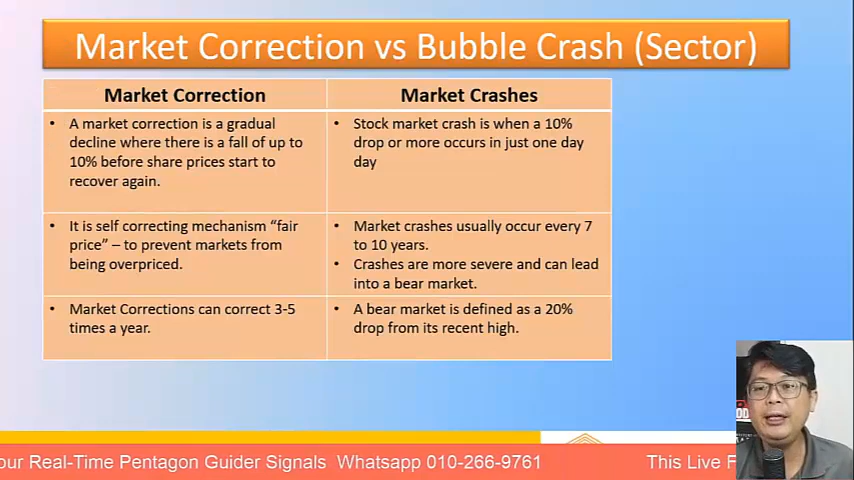 Market Correction vs Bubble Crash (Sector)
Market Correction
Market Crashes
• A market correction is a gradual
decline where there is a fall of up to
10% before share prices start to
recover again.
• Stock market crash is when a 10%
drop or more occurs in just one day
day
• It is self correcting mechanism “fair
price” – to prevent markets from
being overpriced.
• Market crashes usually occur every 7
to 10 years.
• Crashes are more severe and can lead
into a bear market.
• Market Corrections can correct 3-5
times a year.
• A bear market is defined as a 20%
drop from its recent high.
our Real-Time Pentagon Guider Signals Whatsapp 010-266-9761
This Live F